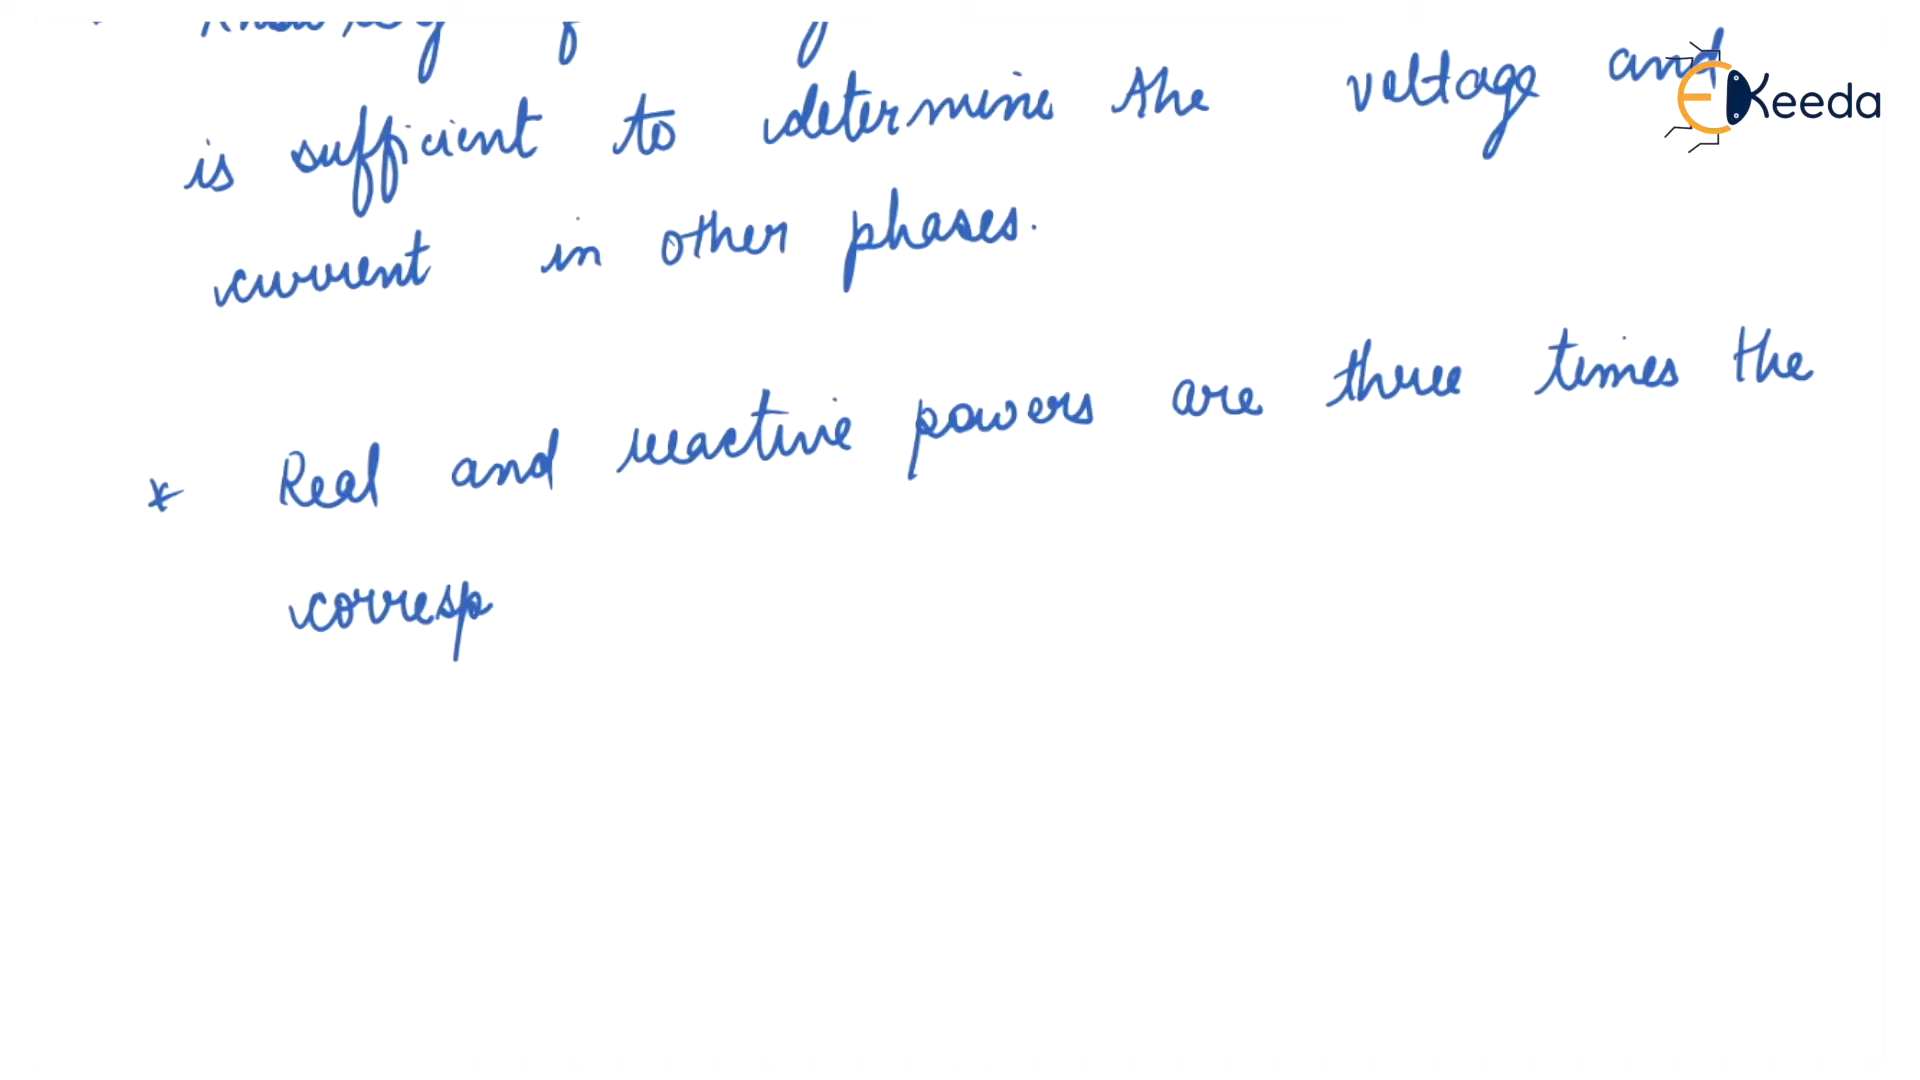 is sufficient to determine the voltage and
current in other phases.
* Real and reactive powers are three times the
corresp
EKeeda